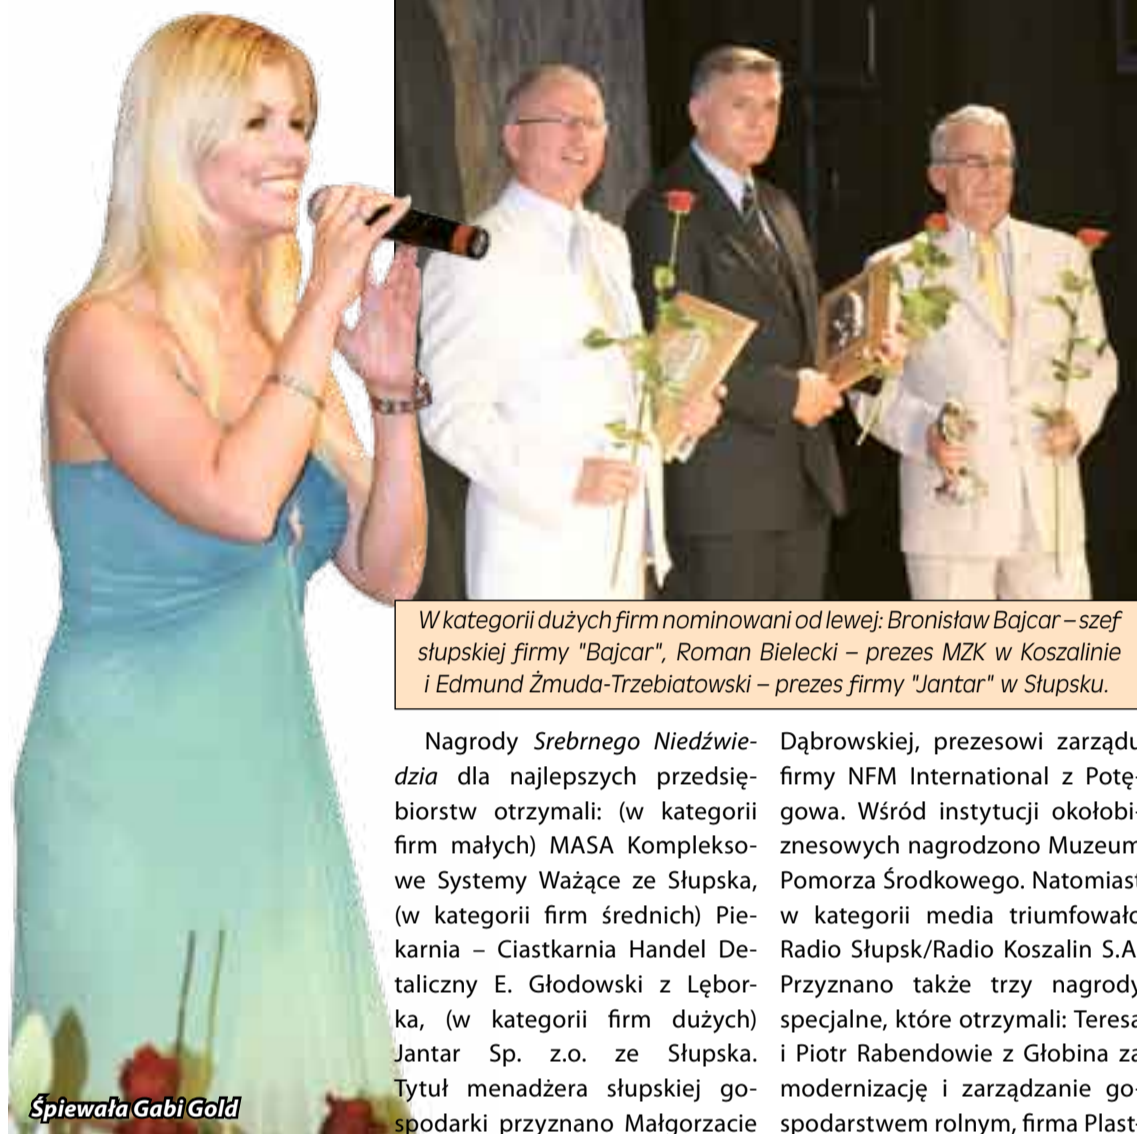 W kategorii dużych firm nominowani od lewej: Bronisław Bajcar – szef
słupskiej firmy "Bajcar", Roman Bielecki – prezes MZK w Koszalinie
i Edmund Żmuda-Trzebiatowski – prezes firmy "Jantar" w Słupsku.
Nagrody Srebrnego Niedźwie-
dzia dla najlepszych przedsię-
biorstw otrzymali: (w kategorii
firm małych) MASA Komplekso-
we Systemy Ważące ze Słupska,
(w kategorii firm średnich) Pie-
karnia – Ciastkarnia Handel De-
taliczny E. Głodowski z Lębor-
ka, (w kategorii firm dużych)
Jantar Sp. z.o. ze Słupska.
Tytuł menadżera słupskiej go-
spodarki przyznano Małgorzacie
Dąbrowskiej, prezesowi zarządu
firmy NFM International z Potę-
gowa. Wśród instytucji okołobi-
znesowych nagrodzono Muzeum
Pomorza Środkowego. Natomiast
w kategorii media triumfowało
Radio Słupsk/Radio Koszalin S.A
Przyznano także trzy nagrody
specjalne, które otrzymali: Teresa
i Piotr Rabendowie z Głobina za
modernizację i zarządzanie go-
spodarstwem rolnym, firma Plast-
Śpiewała Gabi Gold